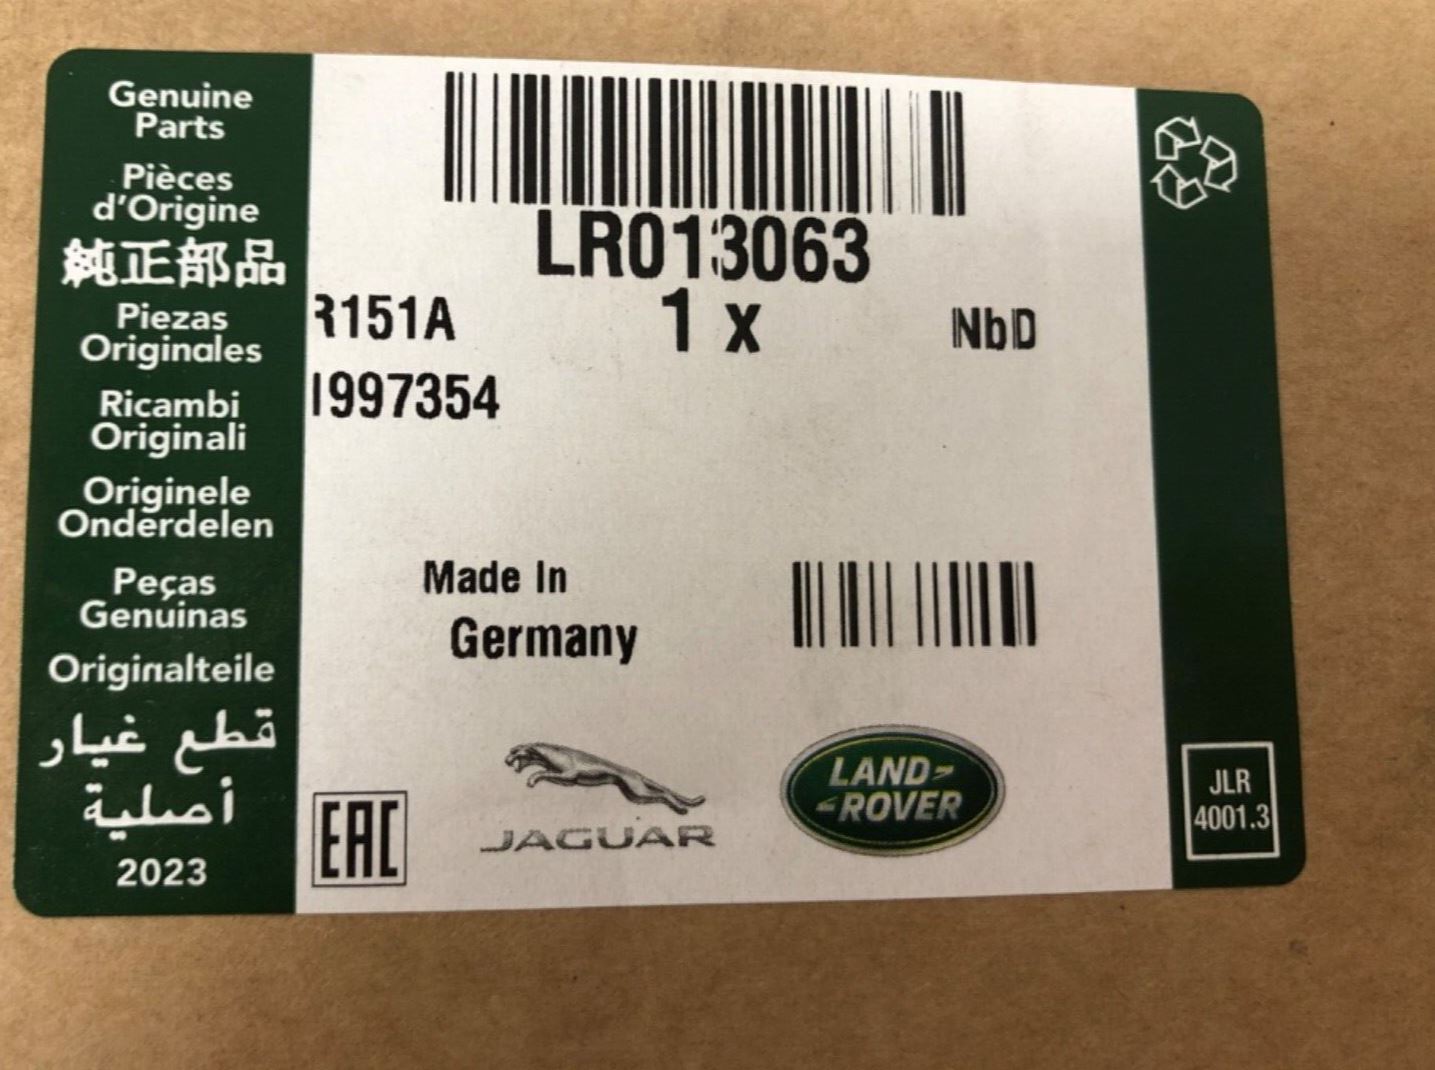 Genuine
Parts
Pièces
d'Origine
純正部品
Piezas
Originales
Ricambi
Originali
Originele
Onderdelen
Peças
Genuinas
Originalteile
قطع غيار
أصلية
2023
LR013063
R151A
1 x
NbD
1997354
Made In
Germany
EAC
JAGUAR
LAND-
-ROVER
JLR
4001.3